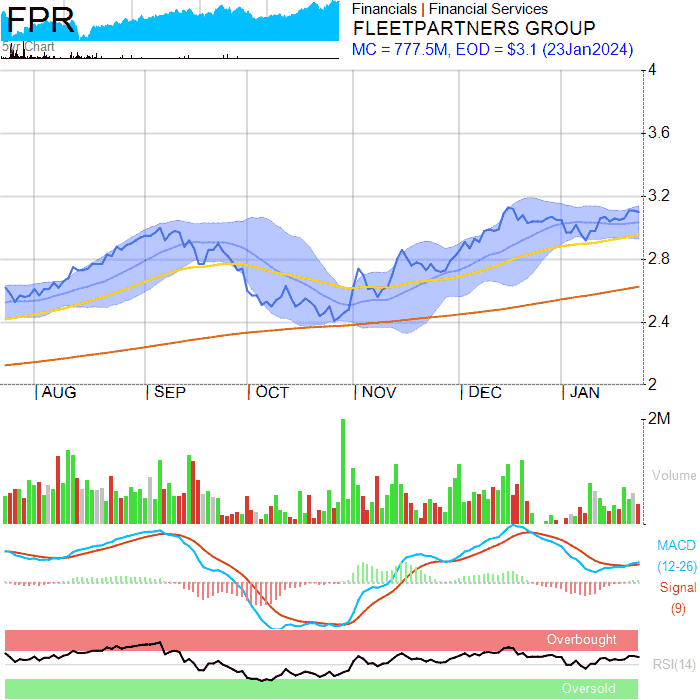 FPR
5yr Chart
Financials | Financial Services
FLEETPARTNERS GROUP
MC = 777.5M, EOD = $3.1 (23Jan2024)
4
3.6
3.2
2.8
2.4
2
AUG SEP OCT NOV DEC JAN
2M
Volume
MACD
(12-26)
Signal
(9)
Overbought
RSI(14)
Oversold